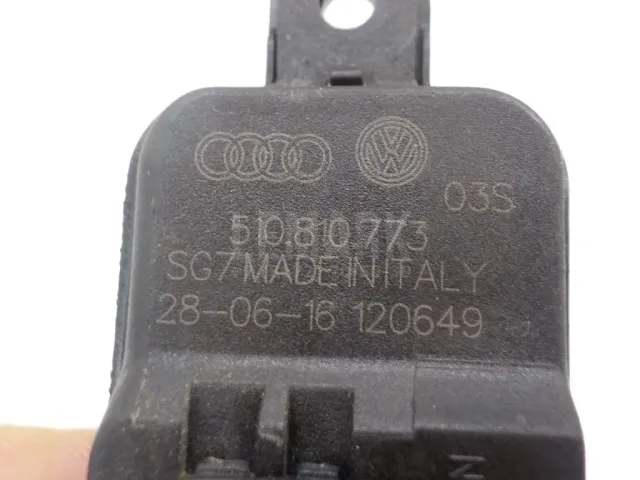 03S
510.810.773
SG7 MADE IN ITALY
28-06-16 120649